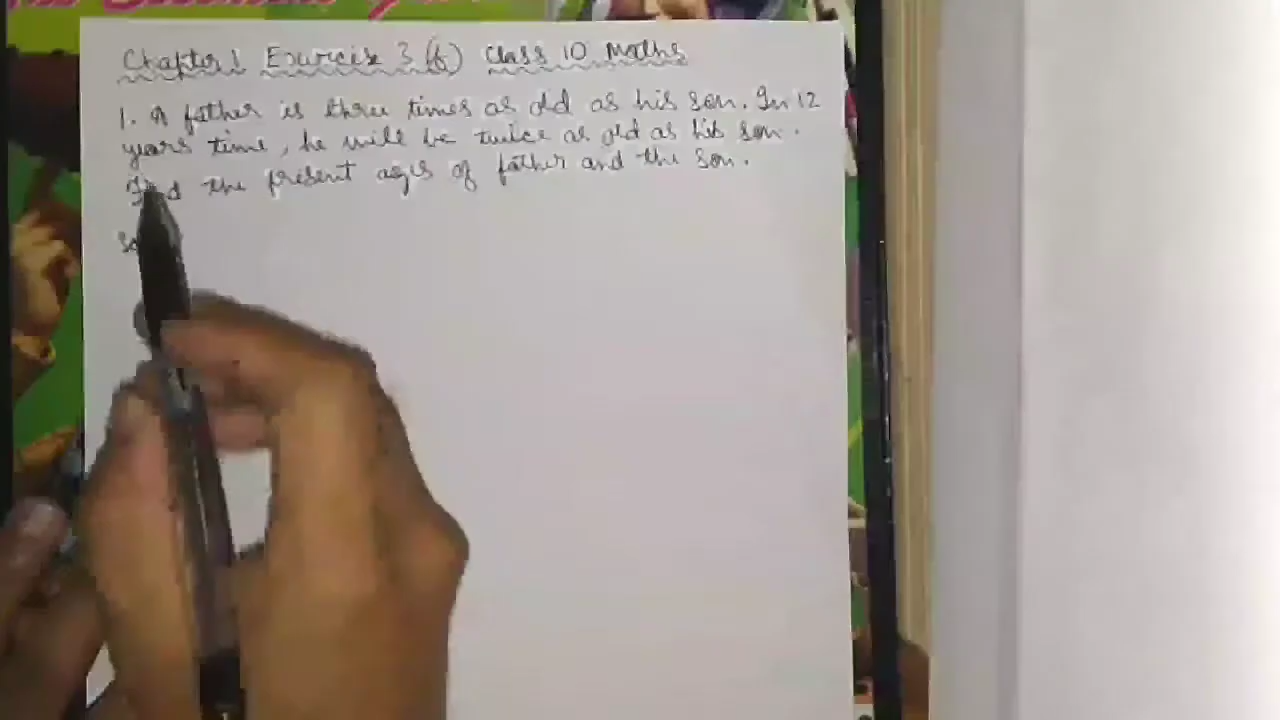 Chapter 1 Exercise 3 (b) Class 10 Maths
1. A father is three times as old as his son. In 12
years time, he will be twice as old as his son.
Find the present ages of father and the son.